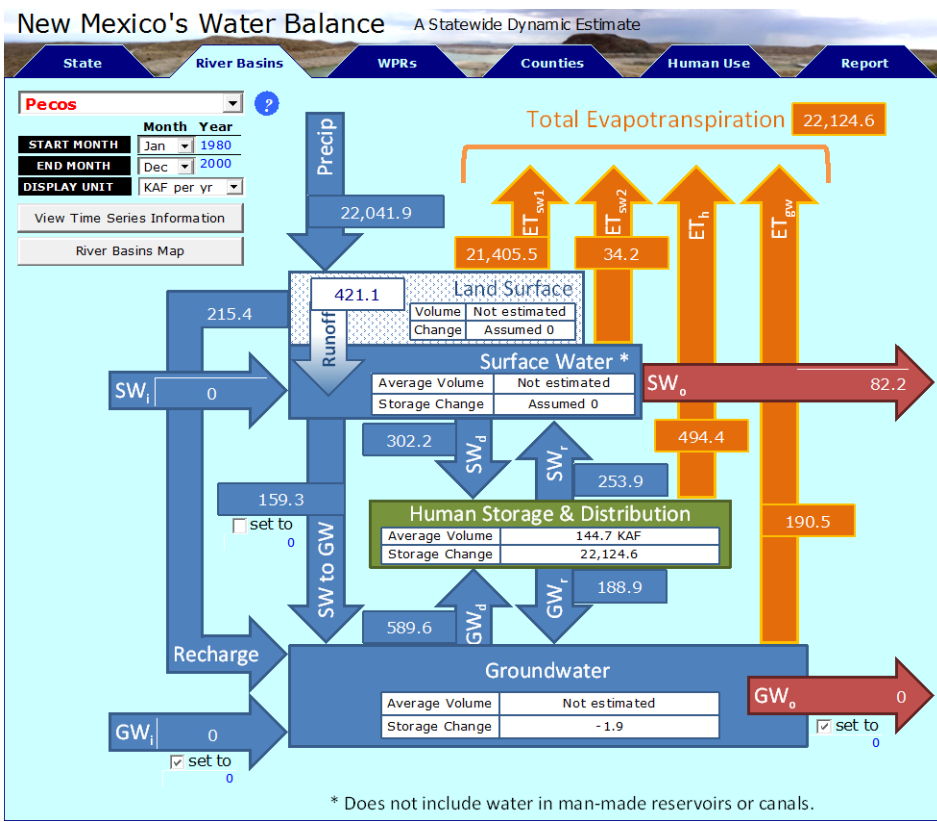 New Mexico's Water Balance A Statewide Dynamic Estimate
State River Basins WPRs Counties Human Use Report
Pecos ?
Month Year
START MONTH Jan 1980
END MONTH Dec 2000
DISPLAY UNIT KAF per yr
View Time Series Information
River Basins Map
Precip
22,041.9
Total Evapotranspiration 22,124.6
ETsw1
21,405.5
ETsw2
34.2
ETh
494.4
ETgw
190.5
215.4
421.1
Runoff
Land Surface
Volume Not estimated
Change Assumed 0
SWi 0
Surface Water *
Average Volume Not estimated
Storage Change Assumed 0
SWo 82.2
302.2
SWd
SWr
253.9
159.3
set to
0
SW to GW
Human Storage & Distribution
Average Volume 144.7 KAF
Storage Change 22,124.6
589.6
GWd
GWr
188.9
Recharge
Groundwater
Average Volume Not estimated
Storage Change -1.9
GWi 0
set to
0
GWo 0
set to
0
* Does not include water in man-made reservoirs or canals.